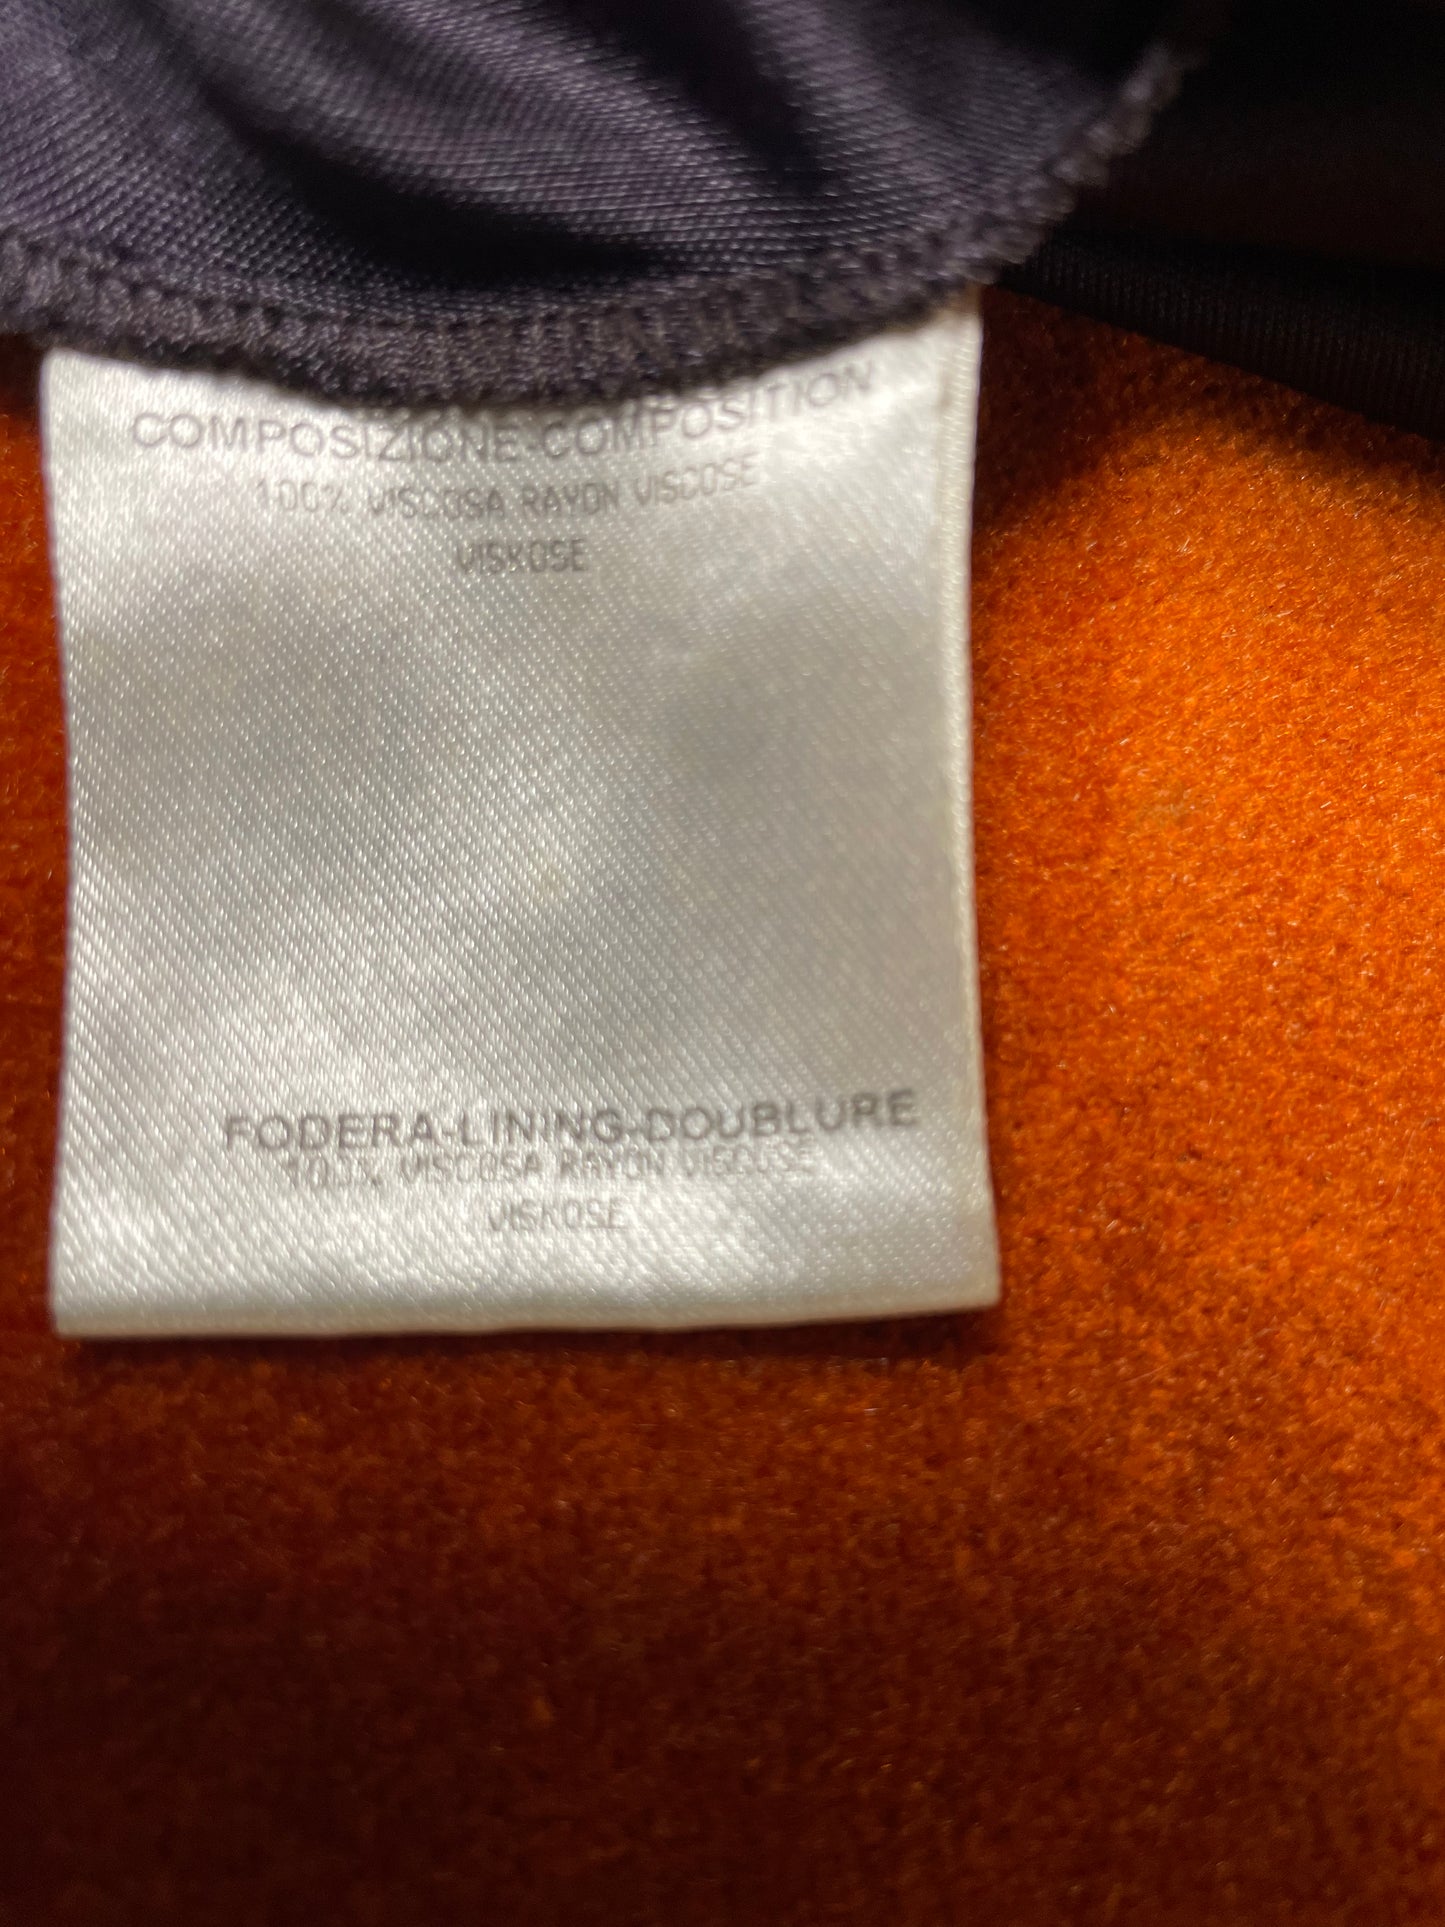 COMPOSIZIONE-COMPOSITION
100% VISCOSA RAYON VISCOSE
VISKOSE
FODERA-LINING-DOUBLURE
100% VISCOSA RAYON VISCOSE
VISKOSE